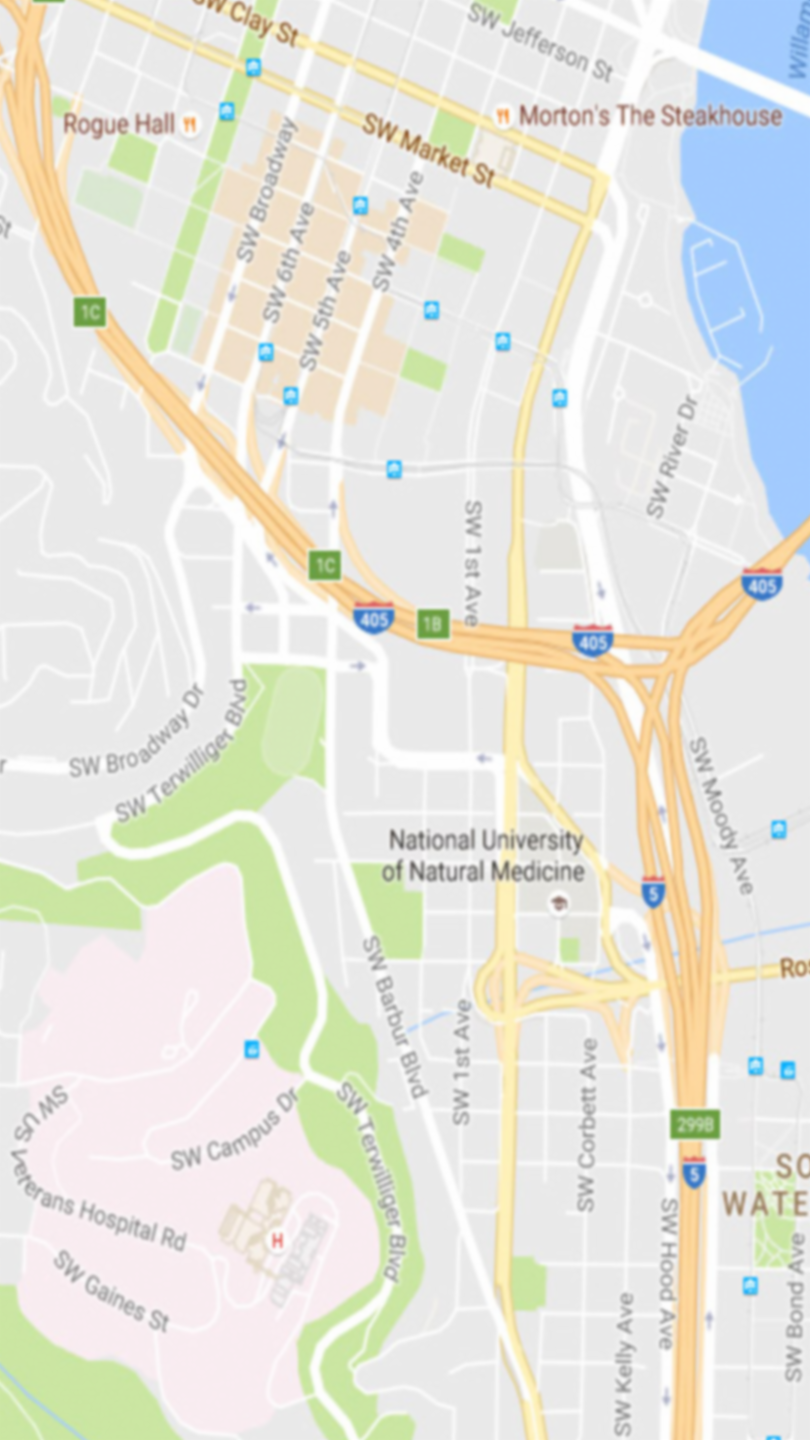 SW Clay St
SW Jefferson St
Rogue Hall
Morton's The Steakhouse
SW Market St
SW Broadway
SW 4th Ave
SW 6th Ave
SW 5th Ave
St
1C
SW River Dr
SW 1st Ave
1C
405
1B
405
405
SW Broadway Dr
SW Terwilliger Blvd
SW Moody Ave
National University
of Natural Medicine
5
SW Barbur Blvd
SW 1st Ave
SW Corbett Ave
SW Campus Dr
SW US
Veterans Hospital Rd
SW Terwilliger Blvd
299B
5
SO
WATE
H
SW Gaines St
SW Hood Ave
SW Bond Ave
SW Kelly Ave